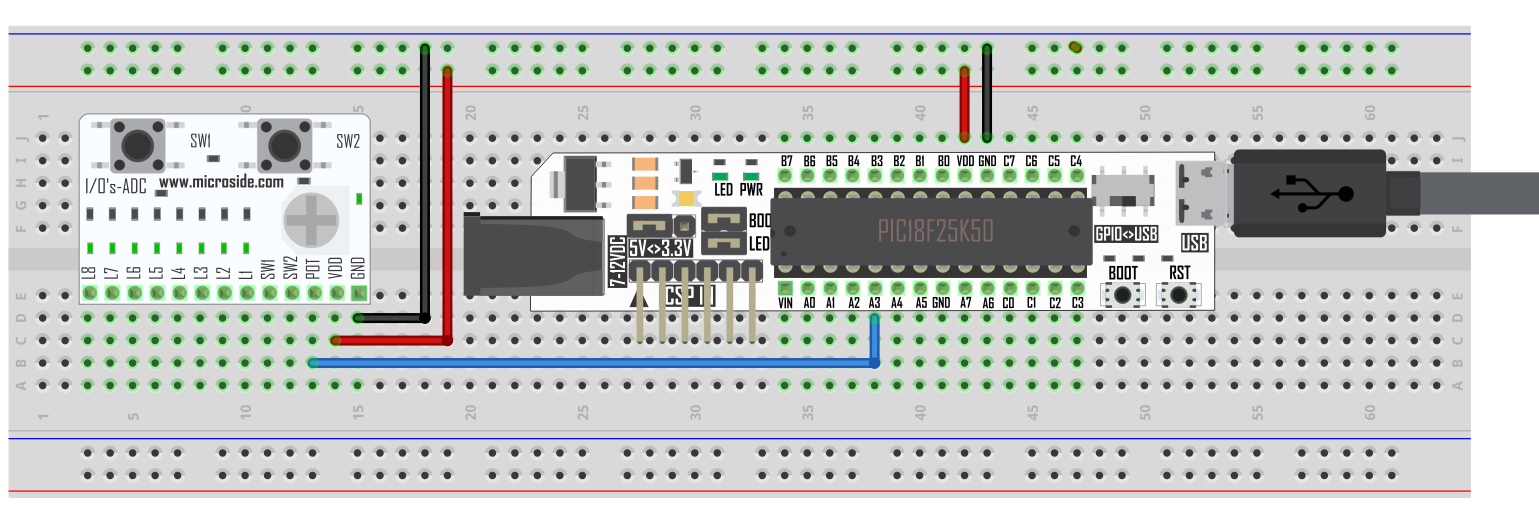 1 0 5 20 25 30 35 40 45 50 55 60
J J
I I
H H
G
F F
SW1 SW2
I/O's-ADC www.microside.com
L8 L7 L6 L5 L4 L3 L2 L1 SW1 SW2 POT VDD GND
LED PWR
BOO
LED
7-12VDC
5V<>3.3V
B7 B6 B5 B4 B3 B2 B1 B0 VDD GND C7 C6 C5 C4
PIC18F25K50
GPIO<>USB
USB
BOOT RST
VIN A0 A1 A2 A3 A4 A5 GND A7 A6 C0 C1 C2 C3
E E
D D
C C
B B
A A
1 5 10 15 20 25 30 35 40 45 50 55 60